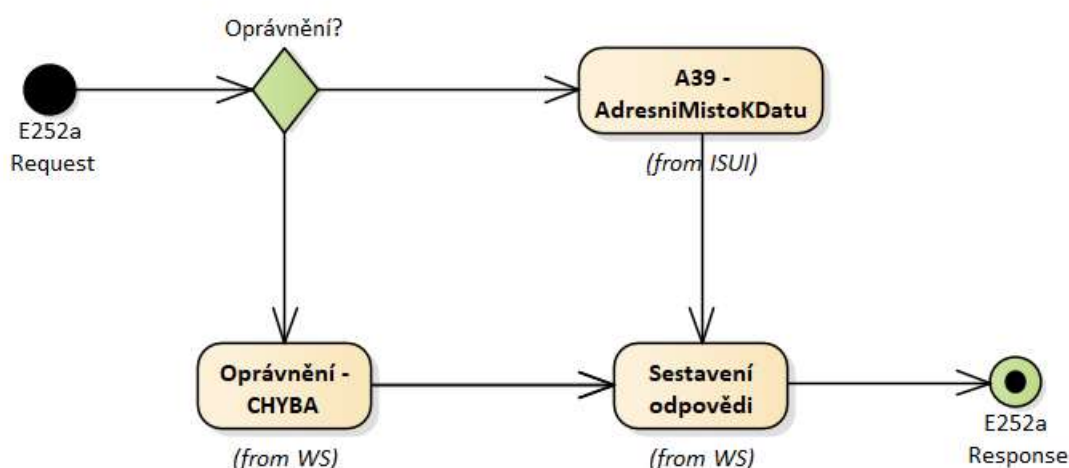 Oprávnění?
E252a
Request
A39 -
AdresniMistoKDatu
(from ISUI)
Oprávnění -
CHYBA
(from WS)
Sestavení
odpovědi
(from WS)
E252a
Response